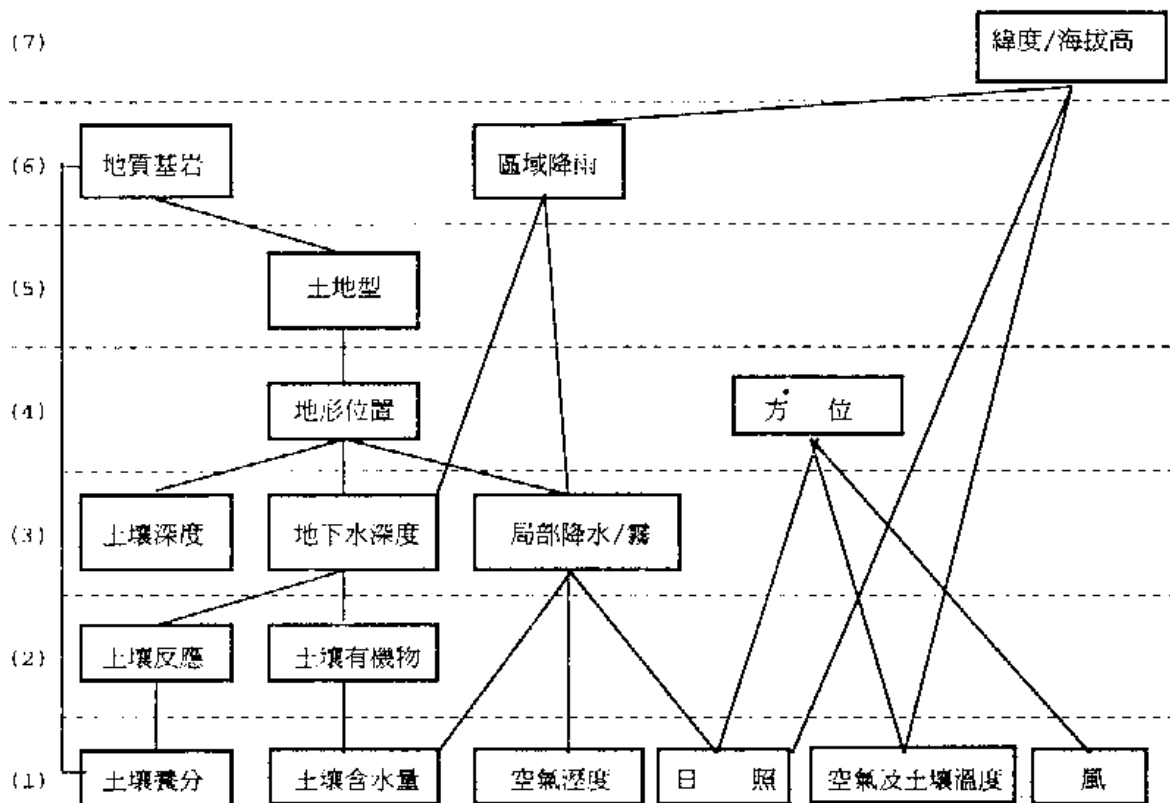 (7)
緯度/海拔高
(6)
地質基岩
區域降雨
(5)
土地型
(4)
地形位置
方 位
(3)
土壤深度
地下水深度
局部降水/霧
(2)
土壤反應
土壤有機物
(1)
土壤養分
土壤含水量
空氣溼度
日 照
空氣及土壤溫度
風